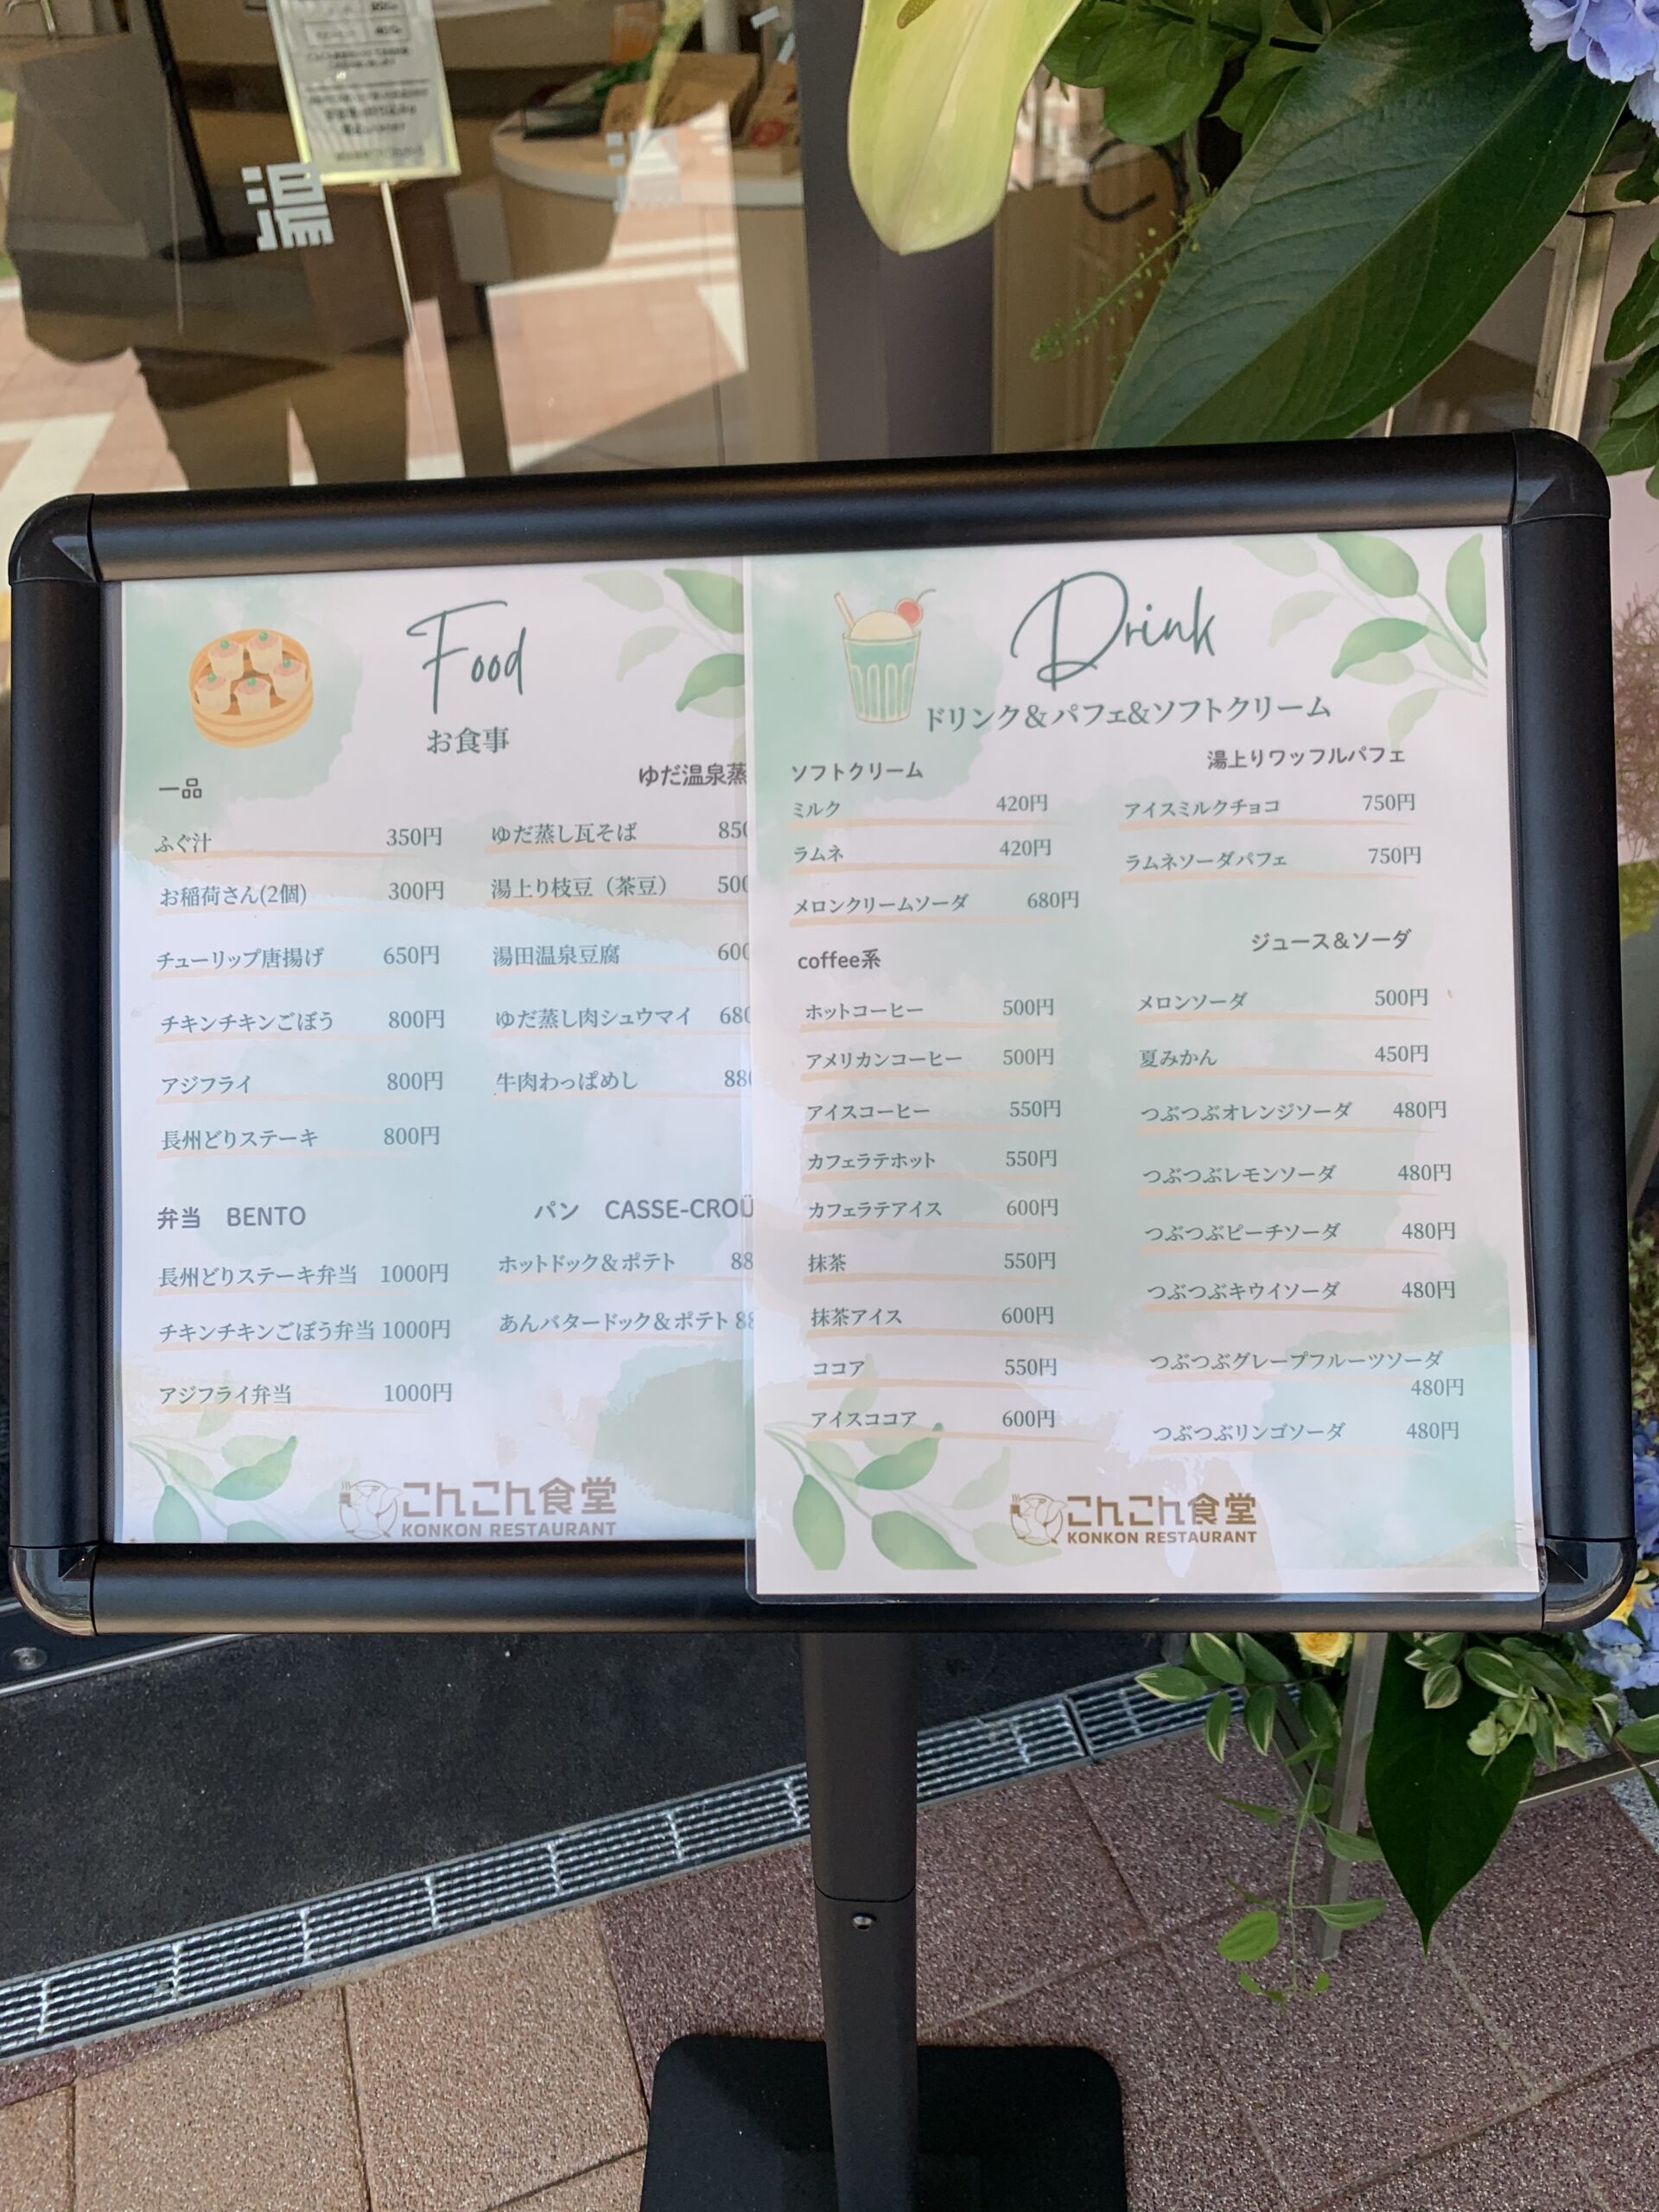 湯
Food
お食事
一品
ふぐ汁 350円
お稲荷さん(2個) 300円
チューリップ唐揚げ 650円
チキンチキンごぼう 800円
アジフライ 800円
長州どりステーキ 800円
ゆだ温泉蒸
ゆだ蒸し瓦そば 850
湯上り枝豆（茶豆） 500
湯田温泉豆腐 600
ゆだ蒸し肉シュウマイ 680
牛肉わっぱめし 880
弁当 BENTO
長州どりステーキ弁当 1000円
チキンチキンごぼう弁当 1000円
アジフライ弁当 1000円
パン CASSE-CROÛ
ホットドック＆ポテト 88
あんバタードック＆ポテト 88
こんこん食堂
KONKON RESTAURANT
Drink
ドリンク＆パフェ&ソフトクリーム
ソフトクリーム
ミルク 420円
ラムネ 420円
メロンクリームソーダ 680円
湯上りワッフルパフェ
アイスミルクチョコ 750円
ラムネソーダパフェ 750円
coffee系
ホットコーヒー 500円
アメリカンコーヒー 500円
アイスコーヒー 550円
カフェラテホット 550円
カフェラテアイス 600円
抹茶 550円
抹茶アイス 600円
ココア 550円
アイスココア 600円
ジュース＆ソーダ
メロンソーダ 500円
夏みかん 450円
つぶつぶオレンジソーダ 480円
つぶつぶレモンソーダ 480円
つぶつぶピーチソーダ 480円
つぶつぶキウイソーダ 480円
つぶつぶグレープフルーツソーダ
480円
つぶつぶリンゴソーダ 480円
こんこん食堂
KONKON RESTAURANT